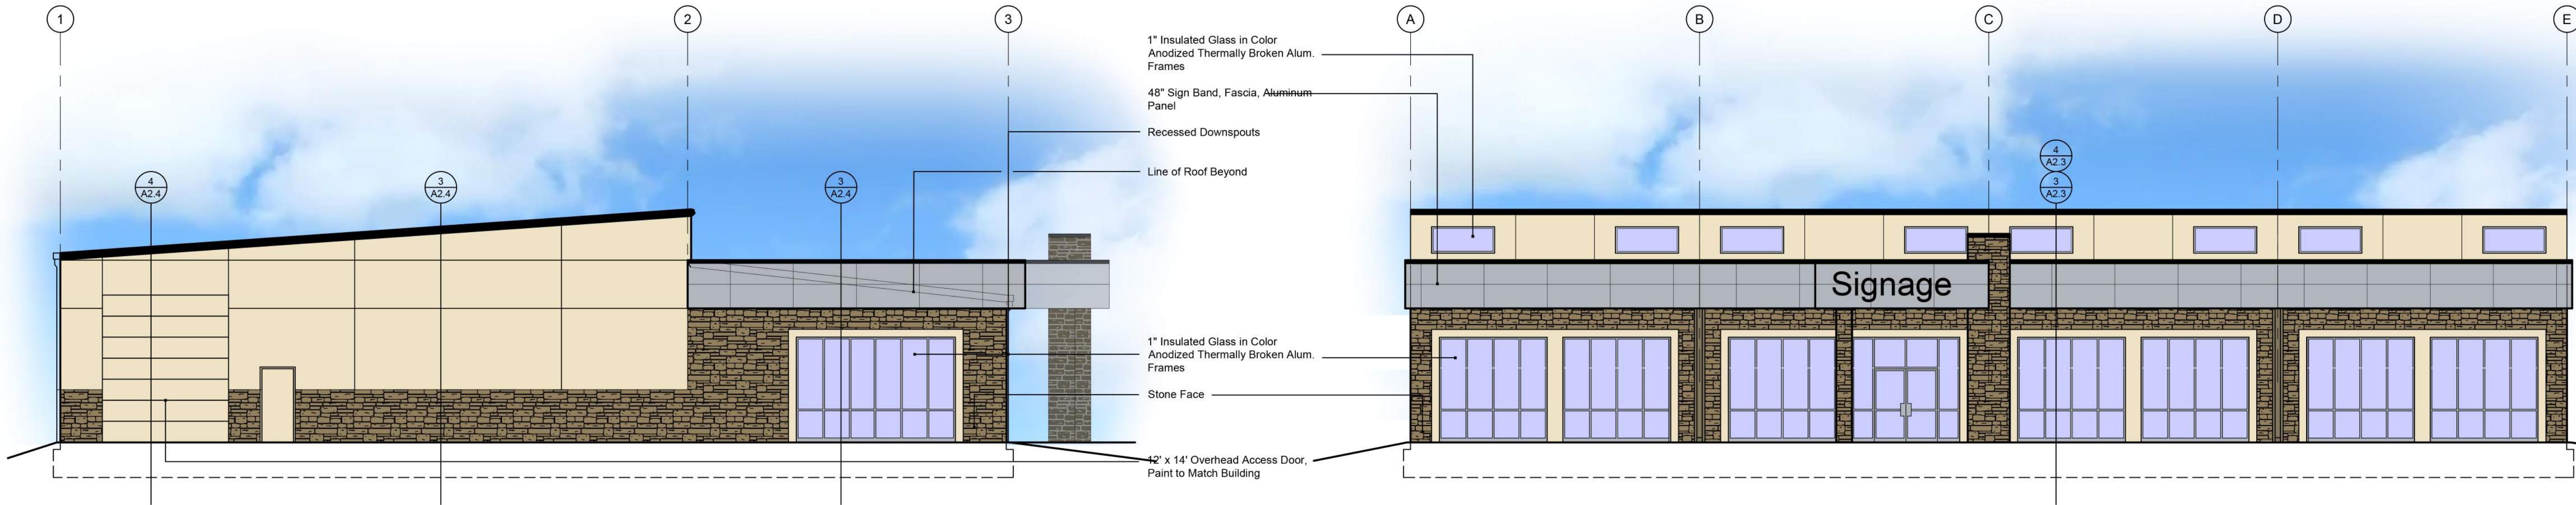 1
2
3
A
B
C
D
E
1" Insulated Glass in Color
Anodized Thermally Broken Alum.
Frames
48" Sign Band, Fascia, Aluminum
Panel
Recessed Downspouts
Line of Roof Beyond
4
A2.4
3
A2.4
3
A2.4
4
A2.3
3
A2.3
Signage
1" Insulated Glass in Color
Anodized Thermally Broken Alum.
Frames
Stone Face
12' x 14' Overhead Access Door,
Paint to Match Building